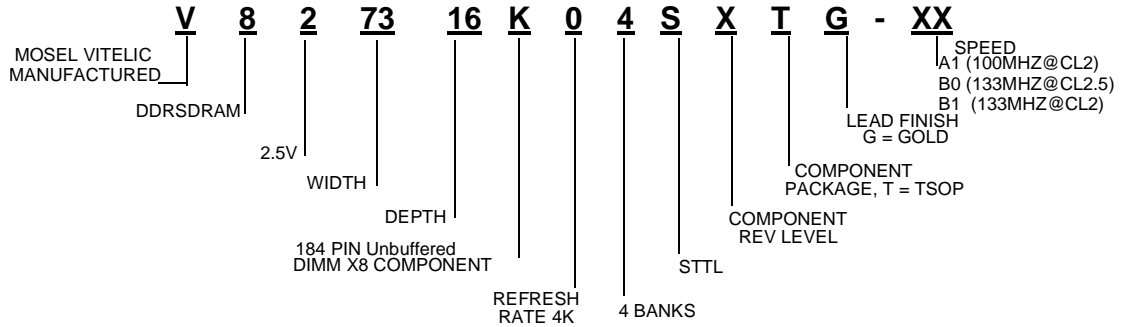 V 8 2 73 16 K 0 4 S X T G - XX
MOSEL VITELIC
MANUFACTURED
DDRSDRAM
2.5V
WIDTH
DEPTH
184 PIN Unbuffered
DIMM X8 COMPONENT
REFRESH
RATE 4K
4 BANKS
STTL
COMPONENT
REV LEVEL
COMPONENT
PACKAGE, T = TSOP
LEAD FINISH
G = GOLD
SPEED
A1 (100MHZ@CL2)
B0 (133MHZ@CL2.5)
B1 (133MHZ@CL2)